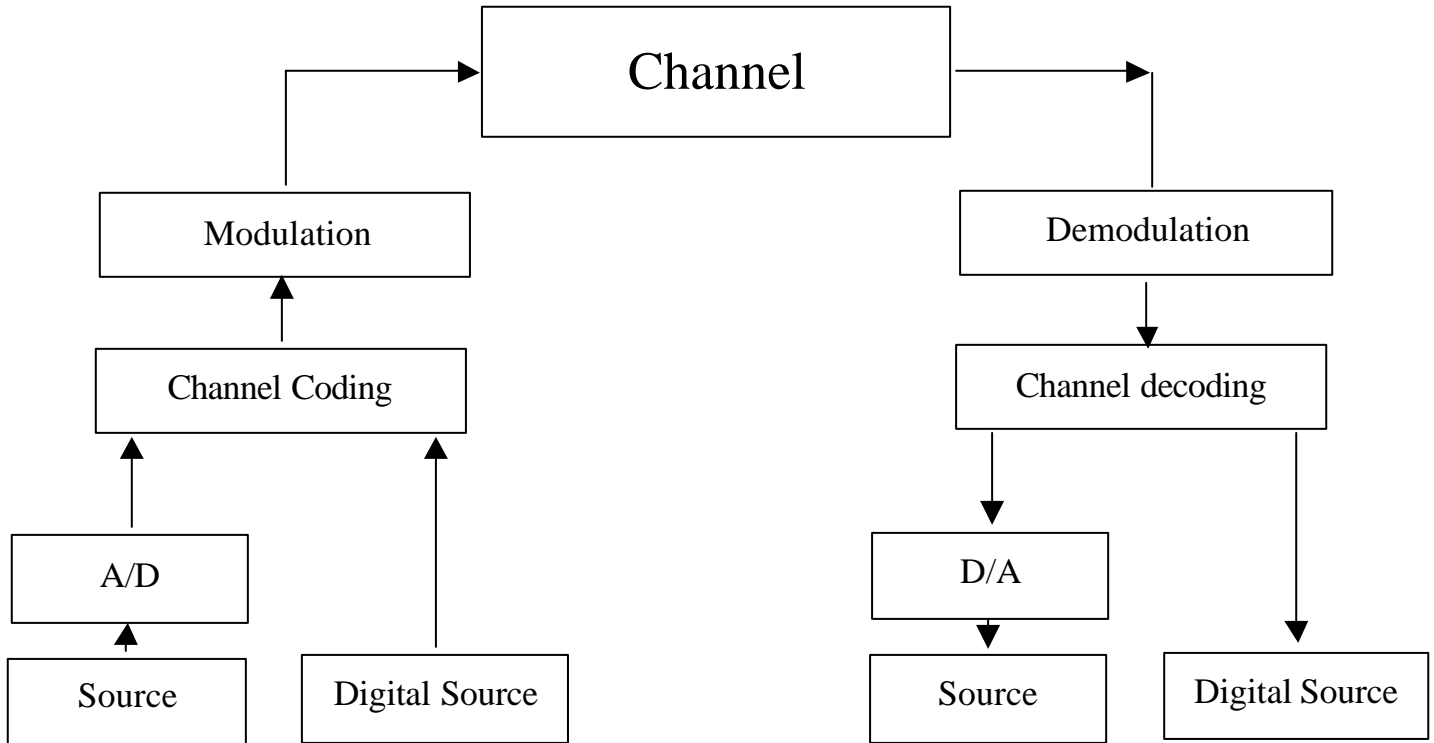 Channel
Modulation
Demodulation
Channel Coding
Channel decoding
A/D
D/A
Source
Digital Source
Source
Digital Source